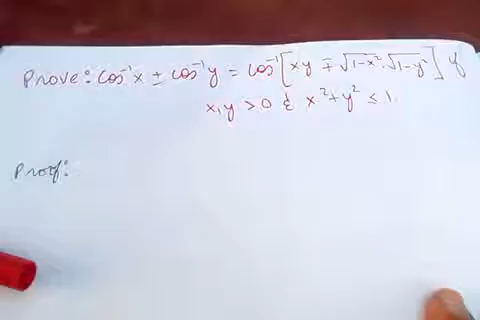 Prove: cos⁻¹x ± cos⁻¹y = cos⁻¹[xy ∓ √1-x² . √1-y²] if
x,y > 0 & x²+y² ≤ 1.
Proof: